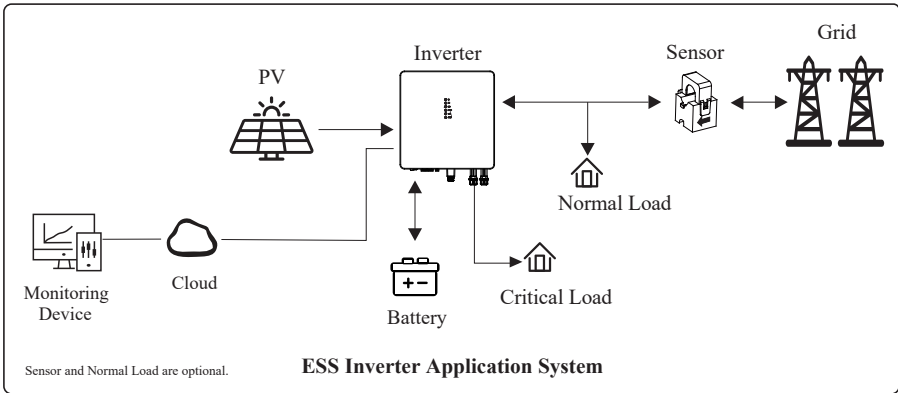 Grid
Inverter
Sensor
PV
Normal Load
Cloud
Critical Load
Monitoring
Device
Battery
Sensor and Normal Load are optional.
ESS Inverter Application System